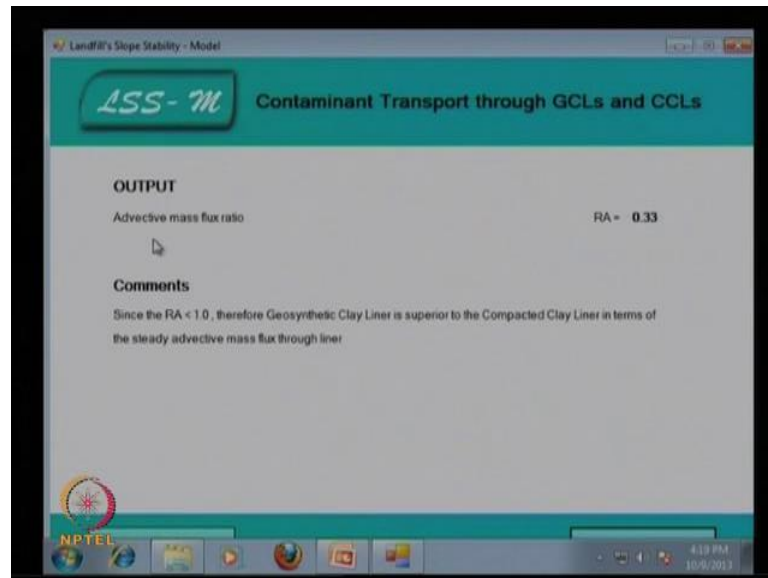 Landfill's Slope Stability - Model
LSS-M
Contaminant Transport through GCLs and CCLs
OUTPUT
Advective mass flux ratio RA = 0.33
Comments
Since the RA < 1.0 , therefore Geosynthetic Clay Liner is superior to the Compacted Clay Liner in terms of
the steady advective mass flux through liner
NPTEL
4:19 PM
10/9/2013